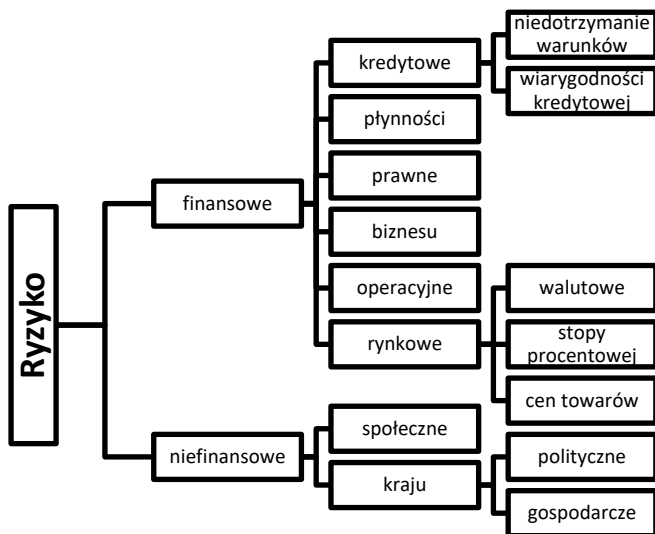 Ryzyko
finansowe
kredytowe
niedotrzymanie
warunków
wiarygodności
kredytowej
płynności
prawne
biznesu
operacyjne
rynkowe
walutowe
stopy
procentowej
cen towarów
niefinansowe
społeczne
kraju
polityczne
gospodarcze